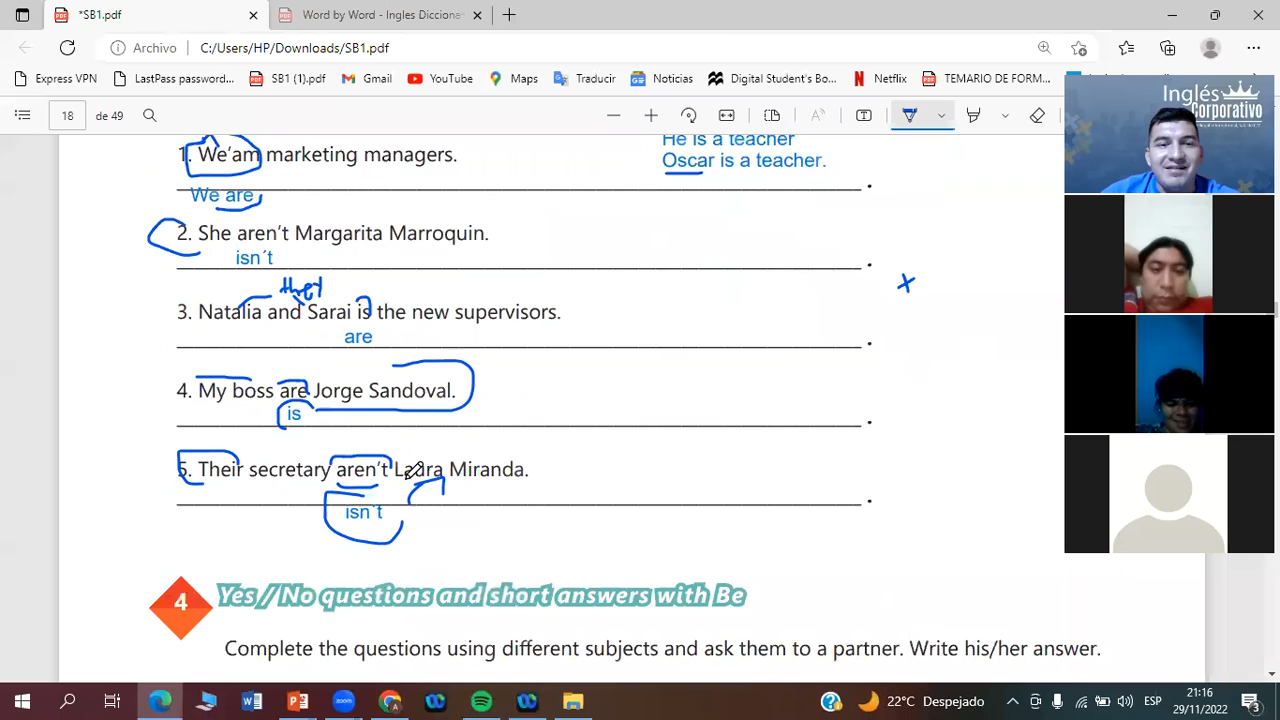 *SB1.pdf
Word by Word - Ingles Dicciona
Archivo
C:/Users/HP/Downloads/SB1.pdf
Express VPN
LastPass password...
SB1 (1).pdf
Gmail
YouTube
Maps
Traducir
Noticias
Digital Student's Bo...
Netflix
TEMARIO DE FORM...
18 de 49
Inglés
Corporativo
He is a teacher
1. We'am marketing managers.
Oscar is a teacher.
We are
2. She aren't Margarita Marroquin.
isn´t
they
3. Natalia and Sarai is the new supervisors.
are
4. My boss are Jorge Sandoval.
is
5. Their secretary aren't Laura Miranda.
isn´t
4 Yes / No questions and short answers with Be
Complete the questions using different subjects and ask them to a partner. Write his/her answer.
22°C Despejado
ESP
21:16
29/11/2022
3